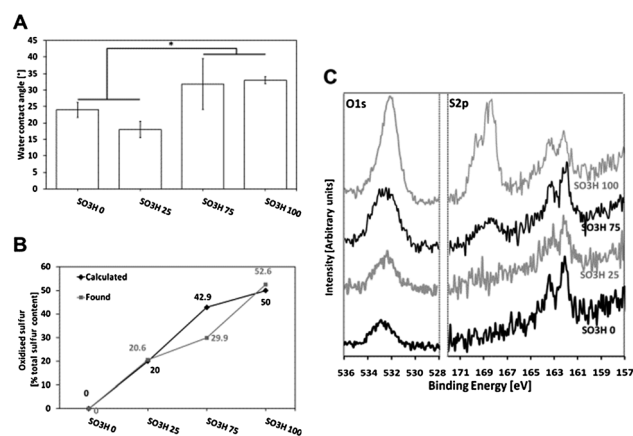 A
*
Water contact angle [°]
45
40
35
30
25
20
15
10
5
0
SO3H 0
SO3H 25
SO3H 75
SO3H 100
B
Oxidised sulfur
[% total sulfur content]
60
50
40
30
20
10
0
Calculated
Found
0
0
20.6
20
42.9
29.9
52.6
50
SO3H 0
SO3H 25
SO3H 75
SO3H 100
C
O1s
S2p
Intensity [Arbitrary units]
SO3H 100
SO3H 75
SO3H 25
SO3H 0
536 534 532 530 528 171 169 167 165 163 161 159 157
Binding Energy [eV]